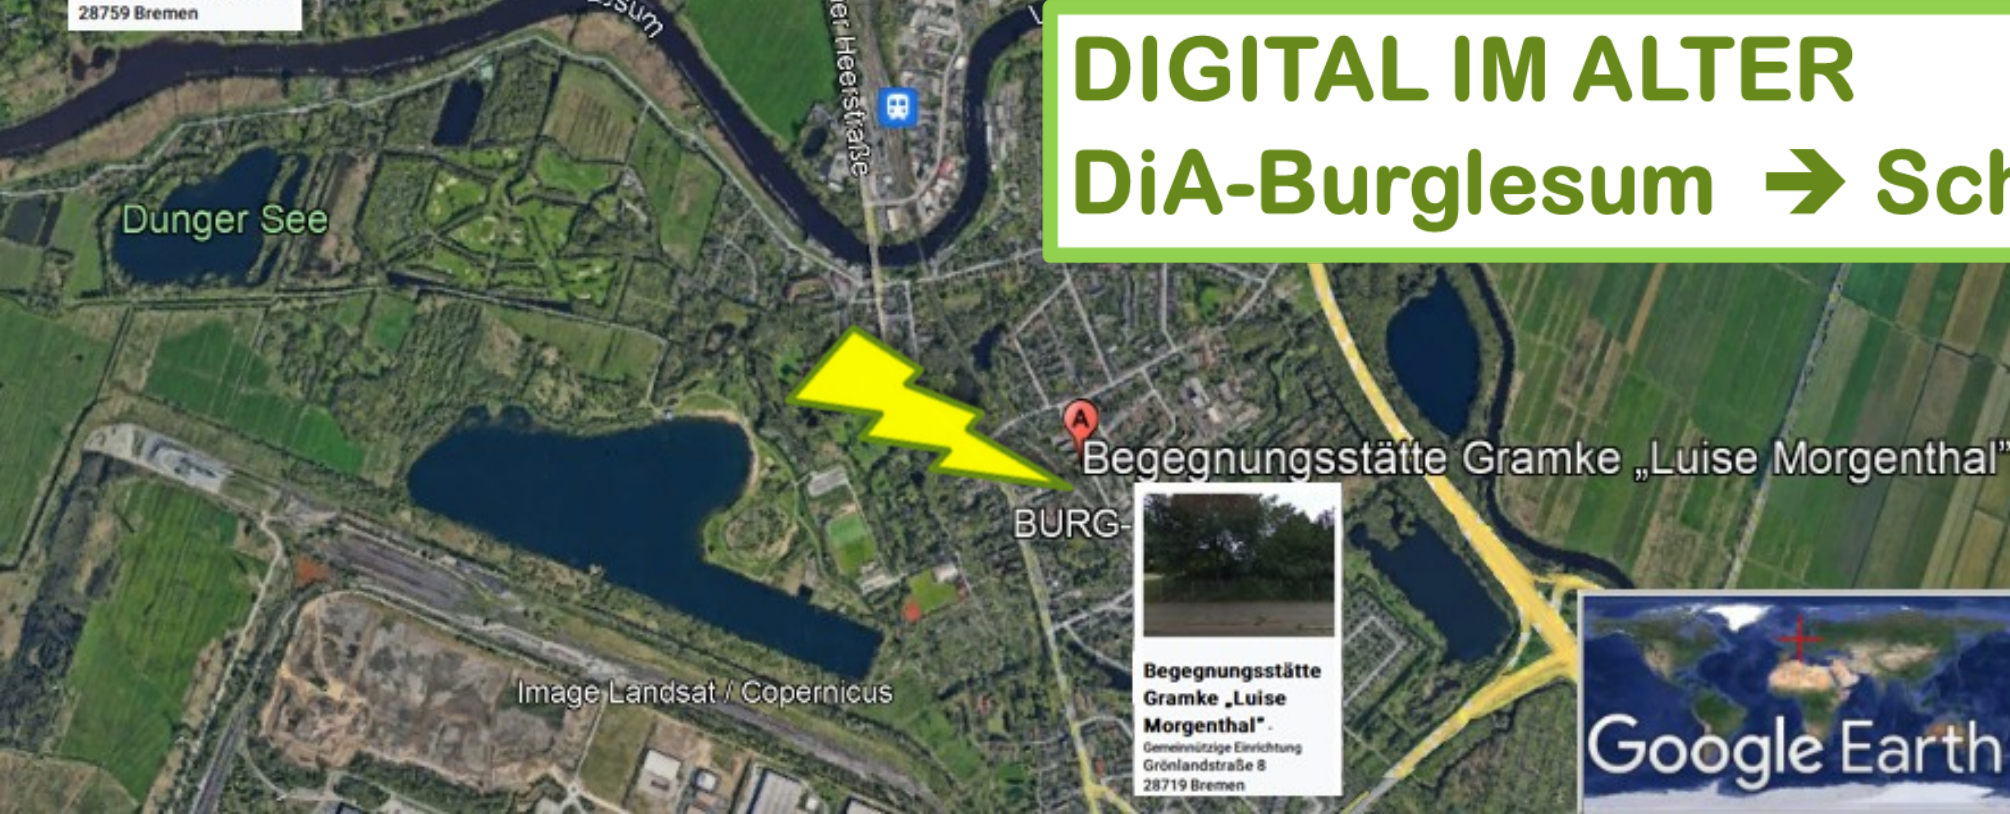 28759 Bremen
DIGITAL IM ALTER
DiA-Burglesum ➔ Sch
er Heerstraße
Dunger See
A
Begegnungsstätte Gramke „Luise Morgenthal”
BURG-
Begegnungsstätte
Gramke „Luise
Morgenthal”
Gemeinnützige Einrichtung
Grönlandstraße 8
28719 Bremen
Image Landsat / Copernicus
Google Earth